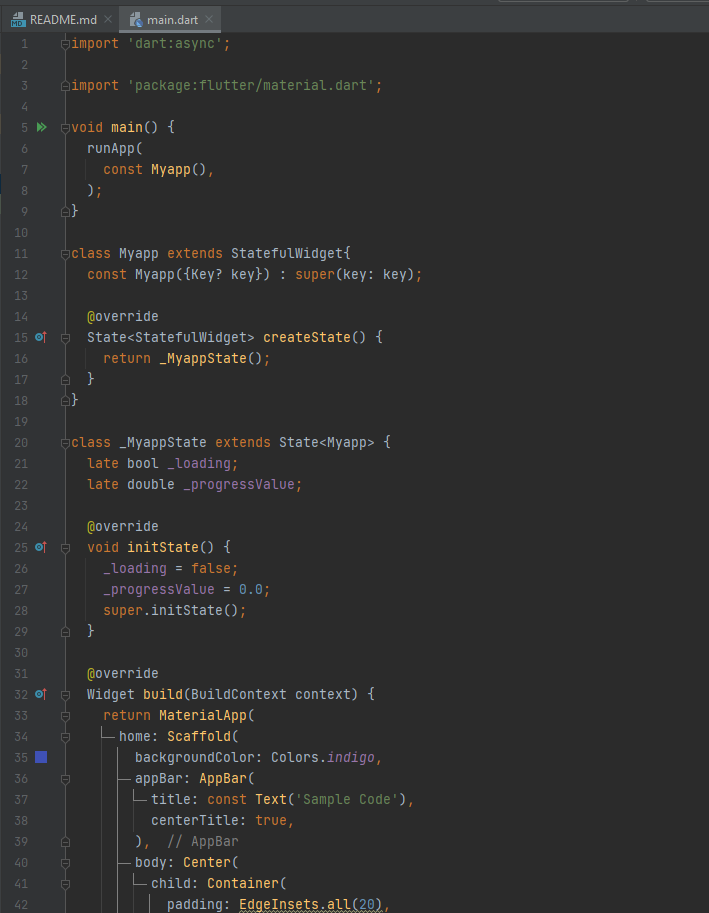 README.md main.dart
1 import 'dart:async';
2
3 import 'package:flutter/material.dart';
4
5 void main() {
6 runApp(
7 const Myapp(),
8 );
9 }
10
11 class Myapp extends StatefulWidget{
12 const Myapp({Key? key}) : super(key: key);
13
14 @override
15 State<StatefulWidget> createState() {
16 return _MyappState();
17 }
18 }
19
20 class _MyappState extends State<Myapp> {
21 late bool _loading;
22 late double _progressValue;
23
24 @override
25 void initState() {
26 _loading = false;
27 _progressValue = 0.0;
28 super.initState();
29 }
30
31 @override
32 Widget build(BuildContext context) {
33 return MaterialApp(
34 home: Scaffold(
35 backgroundColor: Colors.indigo,
36 appBar: AppBar(
37 title: const Text('Sample Code'),
38 centerTitle: true,
39 ), // AppBar
40 body: Center(
41 child: Container(
42 padding: EdgeInsets.all(20),